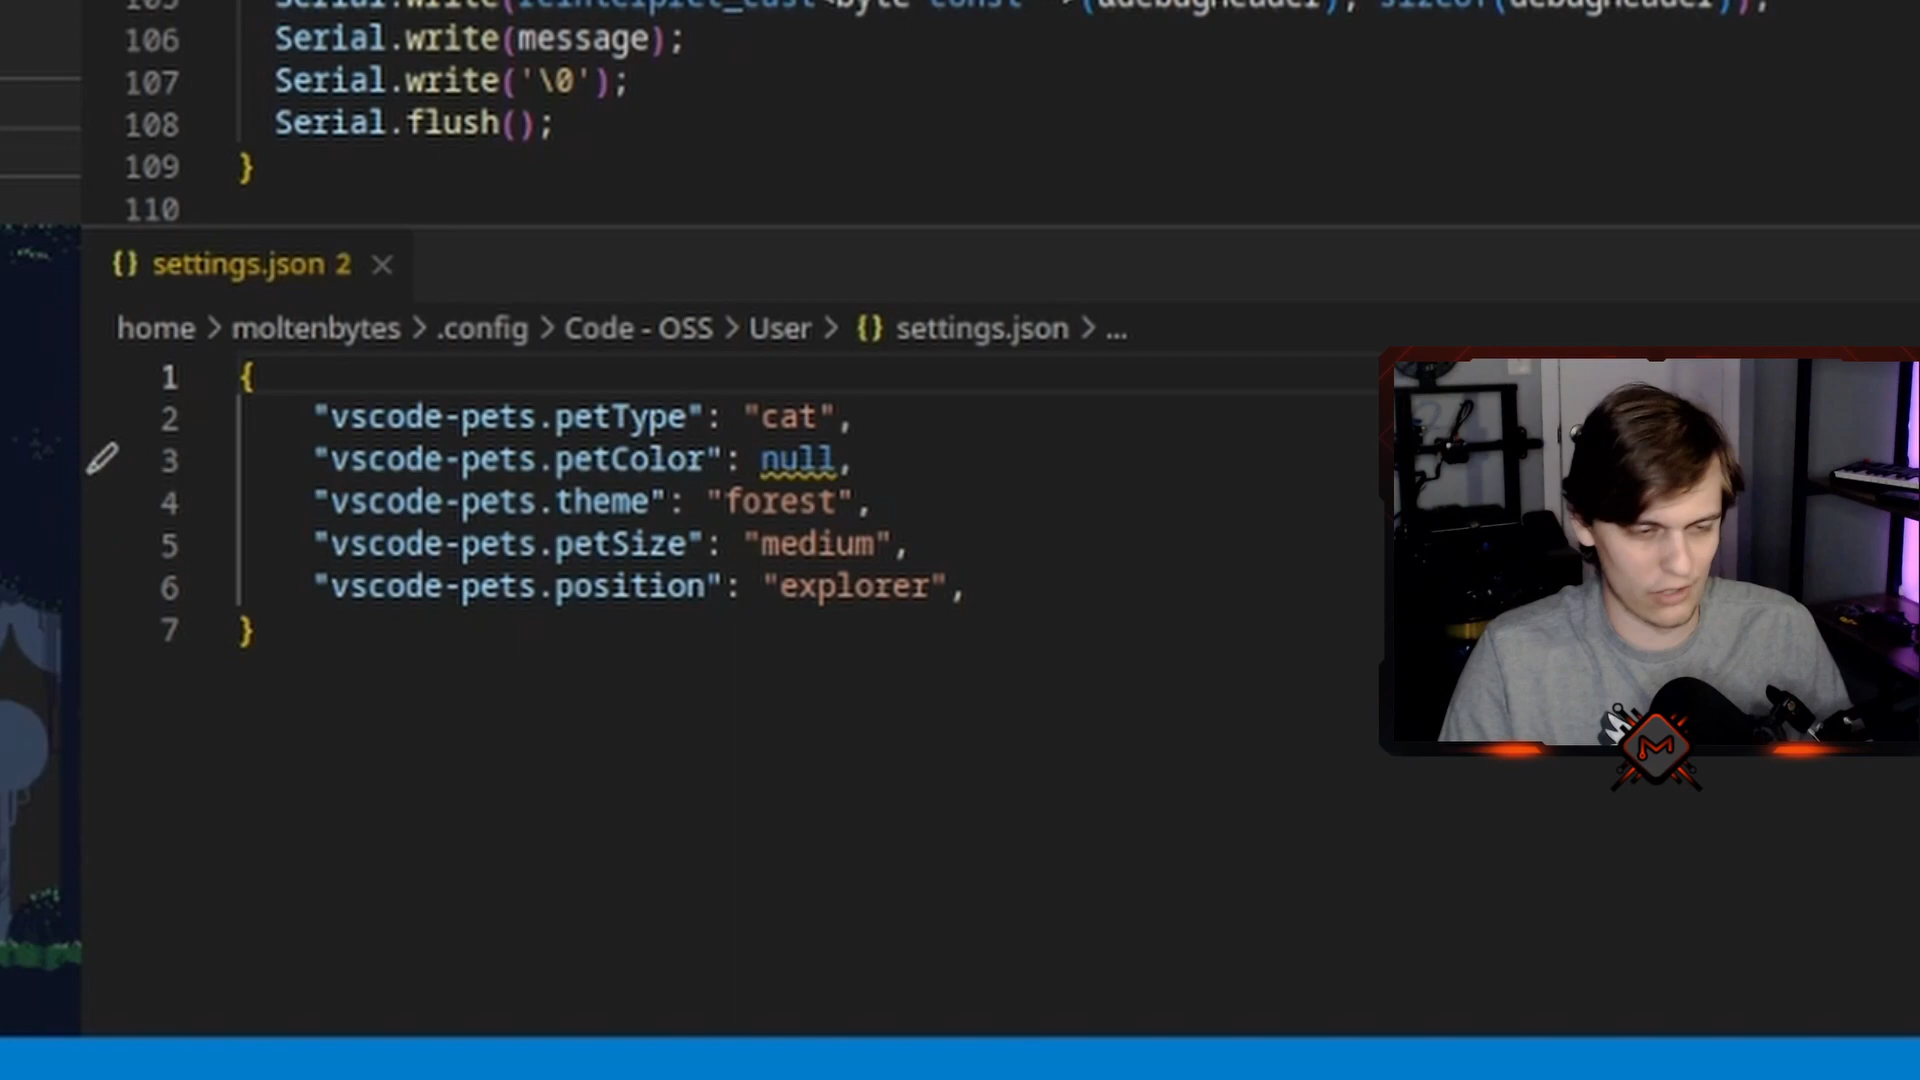 106 Serial.write(message);
107 Serial.write('\0');
108 Serial.flush();
109 }
110
{} settings.json 2 ×
home > moltenbytes > .config > Code - OSS > User > {} settings.json > ...
1 {
2 "vscode-pets.petType": "cat",
3 "vscode-pets.petColor": null,
4 "vscode-pets.theme": "forest",
5 "vscode-pets.petSize": "medium",
6 "vscode-pets.position": "explorer",
7 }